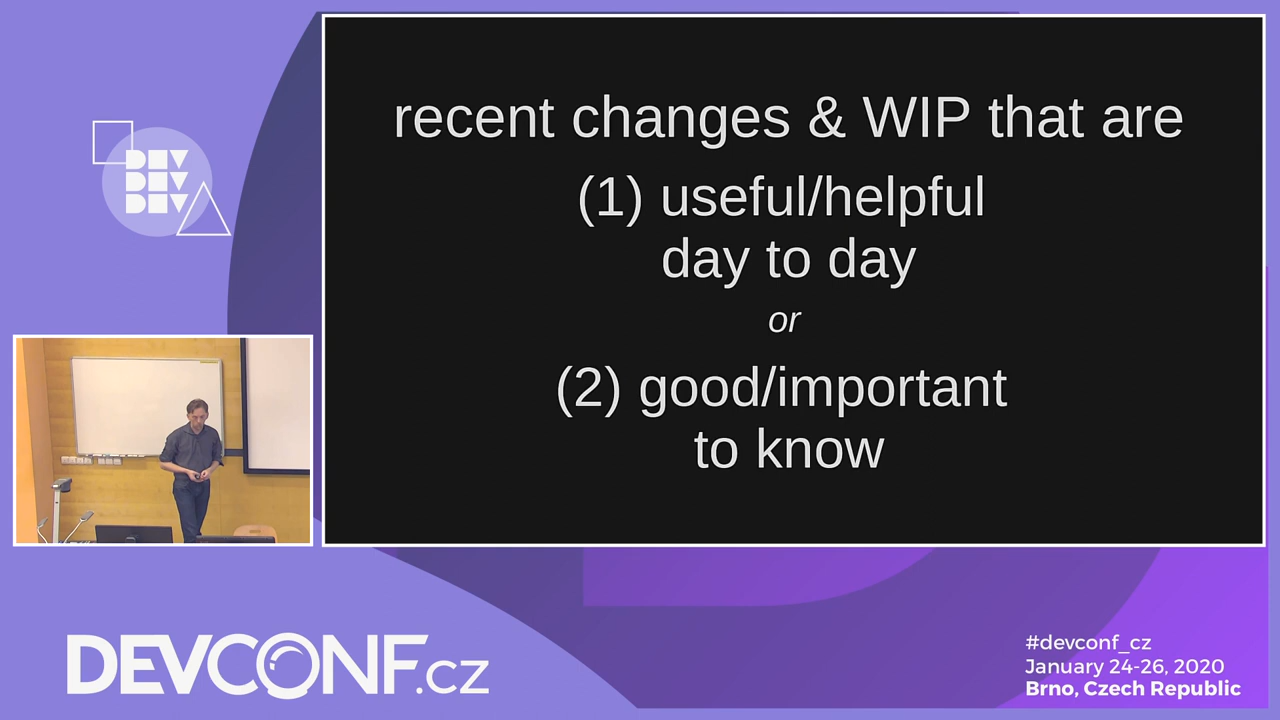 DEV
DEV
DEV
recent changes & WIP that are
(1) useful/helpful
day to day
or
(2) good/important
to know
DEVCONF.cz
#devconf_cz
January 24-26, 2020
Brno, Czech Republic